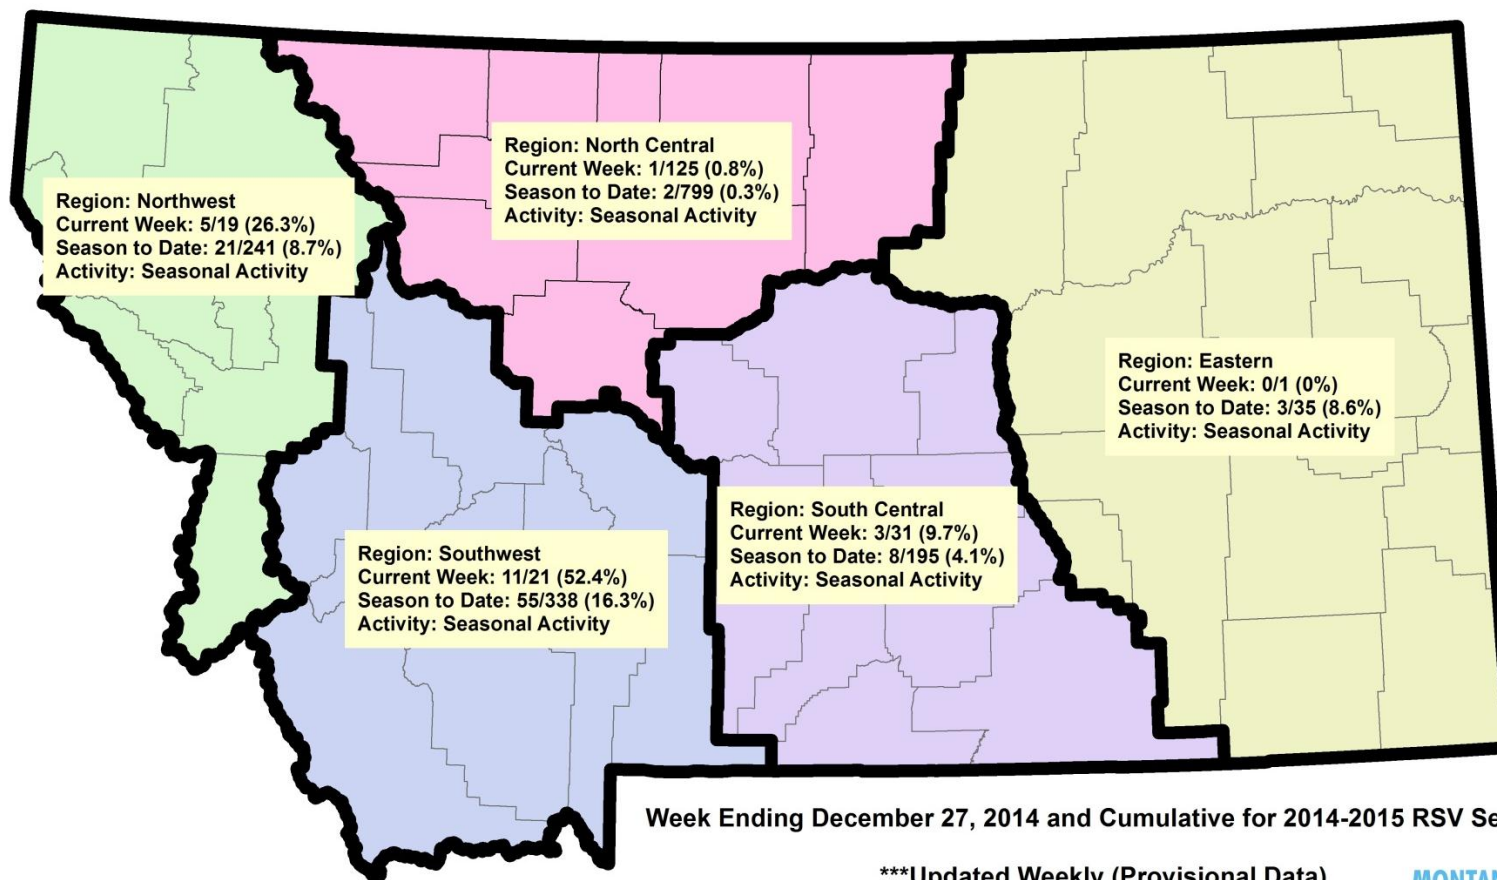 Region: North Central
Current Week: 1/125 (0.8%)
Season to Date: 2/799 (0.3%)
Activity: Seasonal Activity
Region: Northwest
Current Week: 5/19 (26.3%)
Season to Date: 21/241 (8.7%)
Activity: Seasonal Activity
Region: Eastern
Current Week: 0/1 (0%)
Season to Date: 3/35 (8.6%)
Activity: Seasonal Activity
Region: South Central
Current Week: 3/31 (9.7%)
Season to Date: 8/195 (4.1%)
Activity: Seasonal Activity
Region: Southwest
Current Week: 11/21 (52.4%)
Season to Date: 55/338 (16.3%)
Activity: Seasonal Activity
Week Ending December 27, 2014 and Cumulative for 2014-2015 RSV Se
***Updated Weekly (Provisional Data)